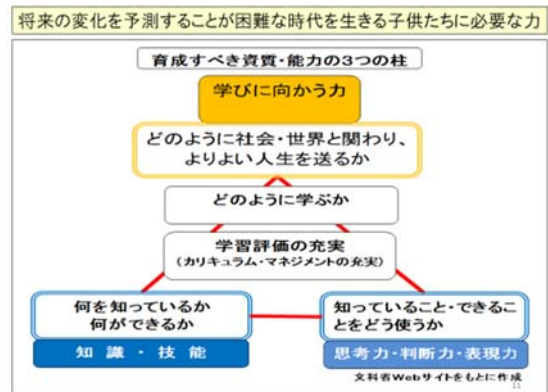 将来の変化を予測することが困難な時代を生きる子供たちに必要な力
育成すべき資質・能力の3つの柱
学びに向かう力
どのように社会・世界と関わり、
よりよい人生を送るか
どのように学ぶか
学習評価の充実
(カリキュラム・マネジメントの充実)
何を知っているか
何ができるか
知識・技能
知っていること・できるこ
とをどう使うか
思考力・判断力・表現力
文科省Webサイトをもとに作成
11